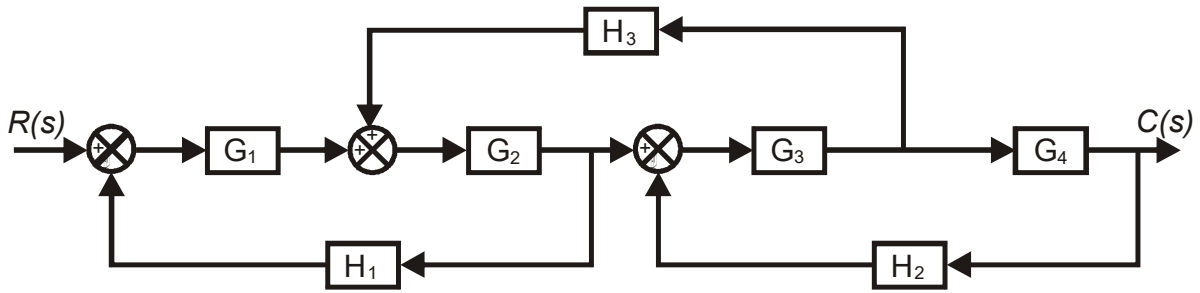 H₃
R(s) + + + + C(s)
G₁ G₂ G₃ G₄
H₁ H₂